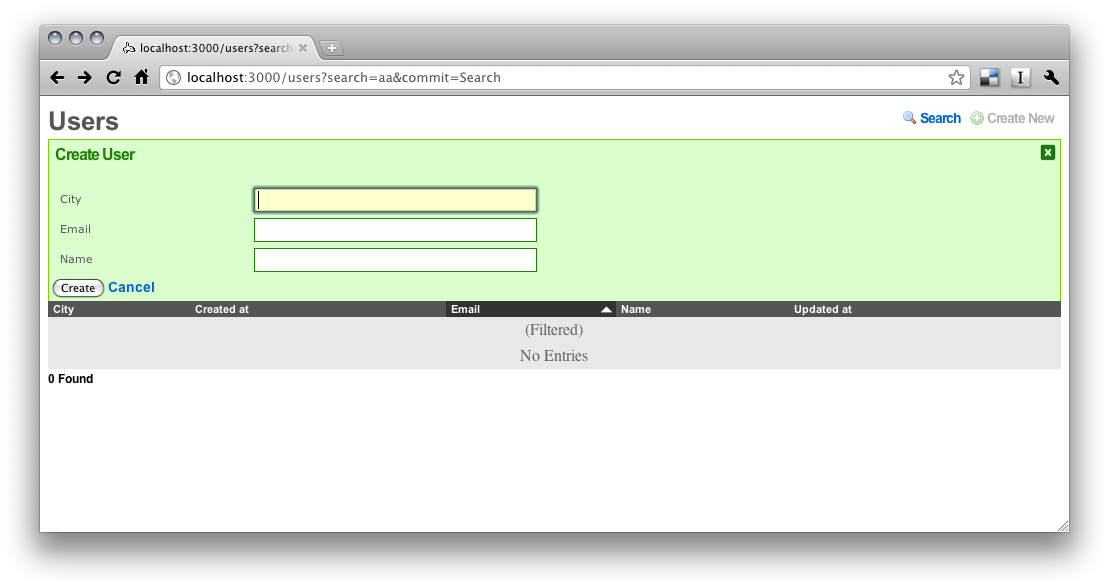 localhost:3000/users?search
localhost:3000/users?search=aa&commit=Search
Users
Search Create New
Create User
City
Email
Name
Create Cancel
City Created at Email Name Updated at
(Filtered)
No Entries
0 Found